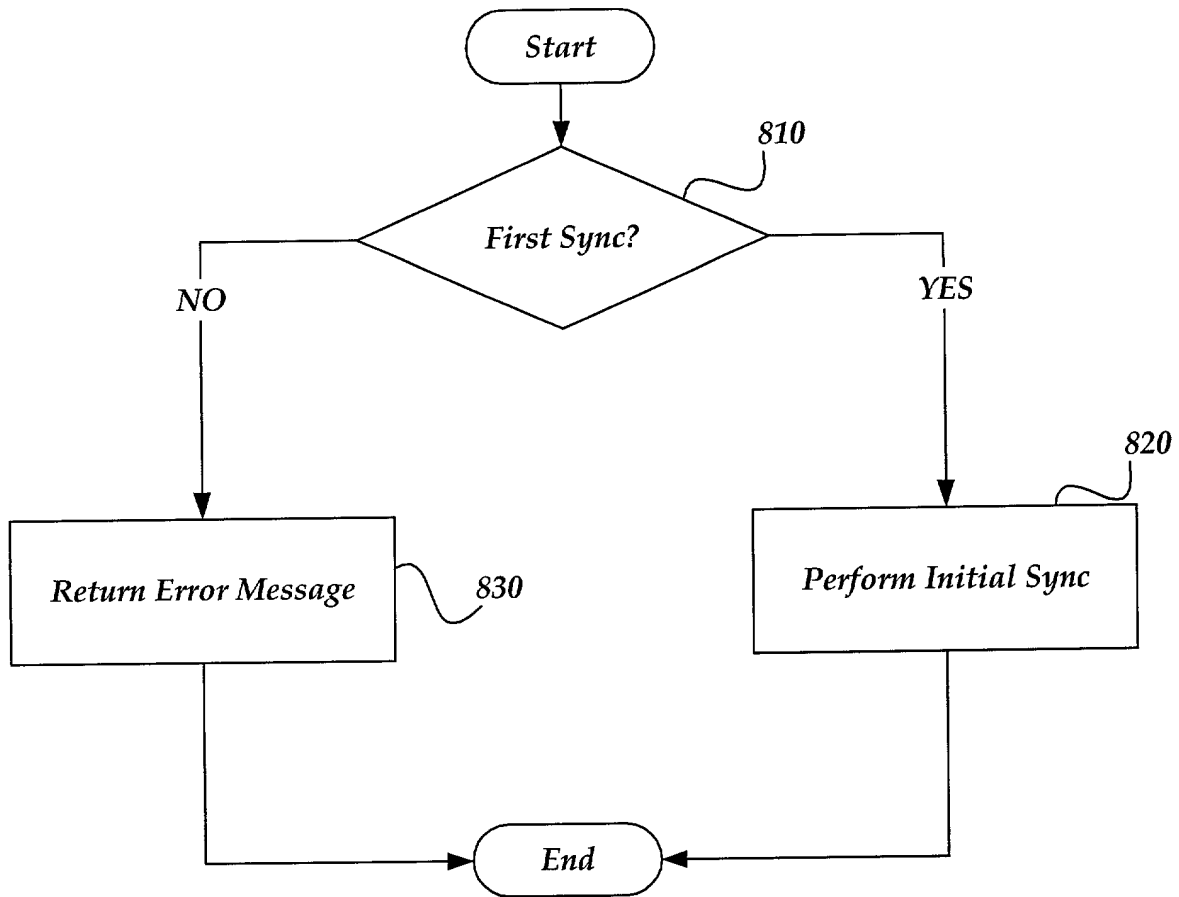 Start
810
First Sync?
NO
YES
820
Return Error Message
830
Perform Initial Sync
End